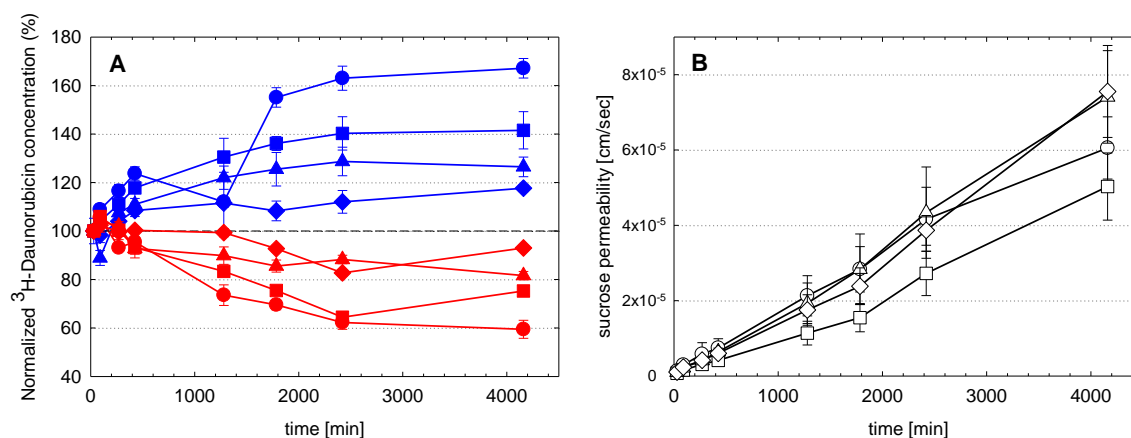 A
Normalized ³H-Daunorubicin concentration (%)
180
160
140
120
100
80
60
40
0
1000
2000
3000
4000
time [min]
B
sucrose permeability [cm/sec]
8x10⁻⁵
6x10⁻⁵
4x10⁻⁵
2x10⁻⁵
0
0
1000
2000
3000
4000
time [min]